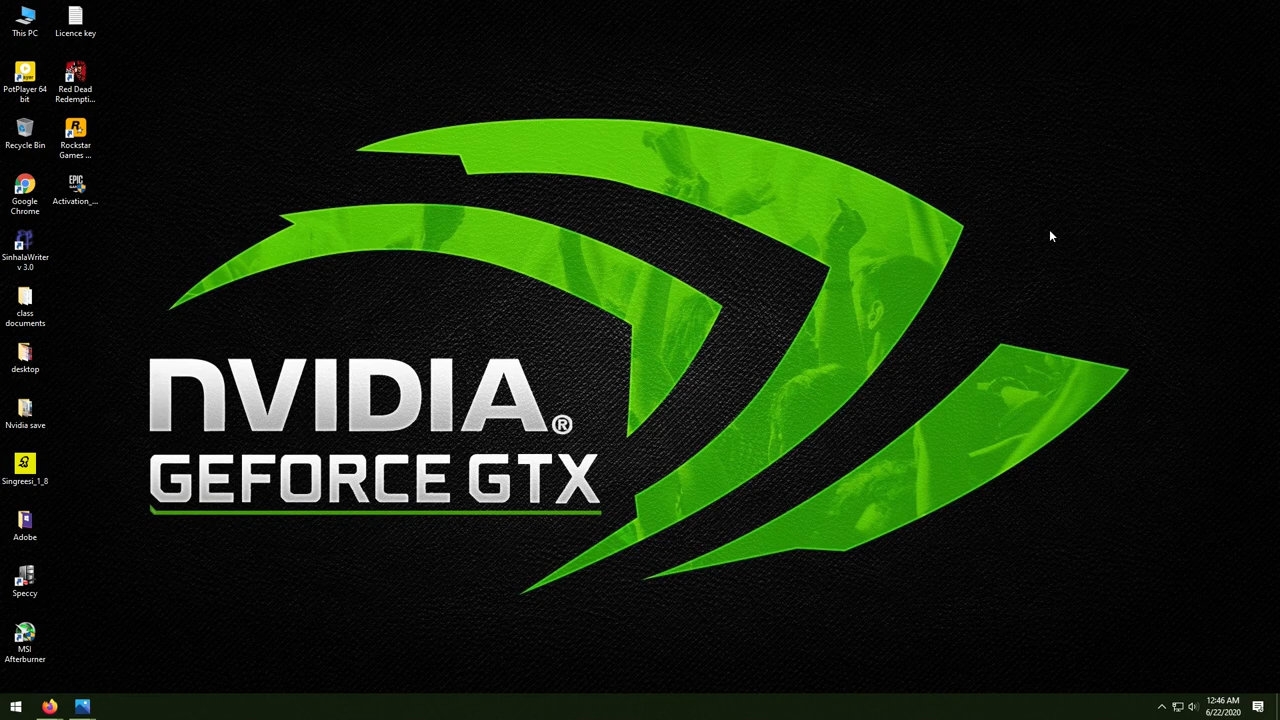 This PC
Licence key
PotPlayer 64
bit
Red Dead
Redempti...
Recycle Bin
Rockstar
Games ...
Google
Chrome
EPIC
Activation_...
SinhalaWriter
v 3.0
class
documents
desktop
Nvidia save
Singreesi_1_8
Adobe
Speccy
MSI
Afterburner
NVIDIA®
GEFORCE GTX
12:46 AM
6/22/2020